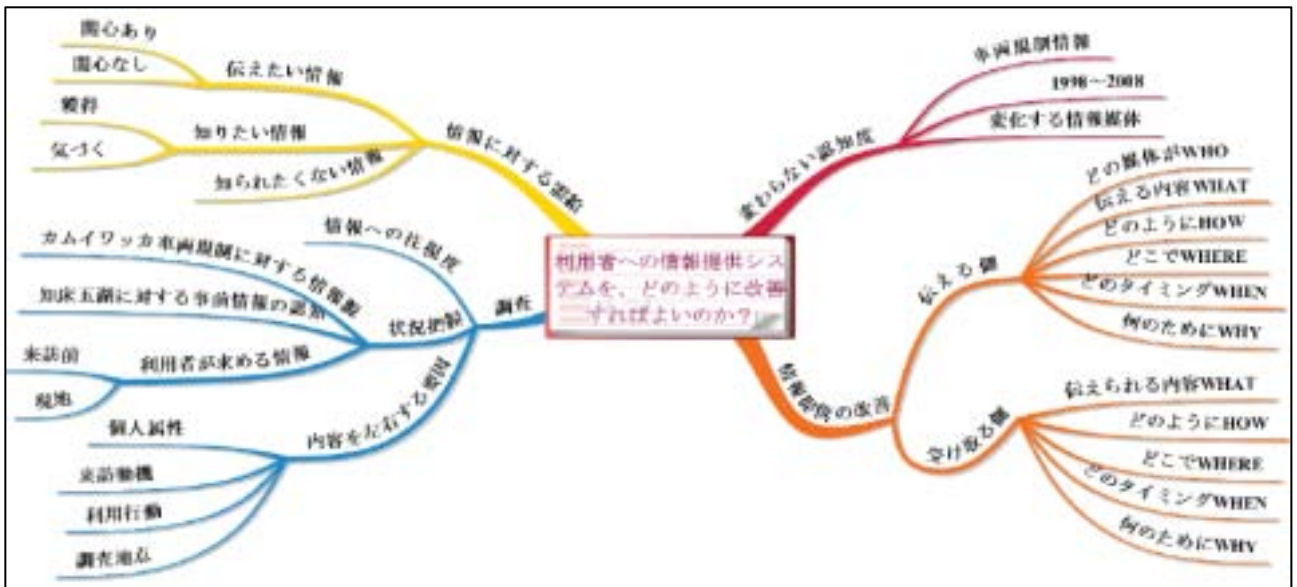 利用者への情報提供シス
テムを、どのように改善
すればよいのか？
変わらない認知度
車両規制情報
1998～2008
変化する情報媒体
情報提供の改善
伝える側
どの媒体がWHO
伝える内容WHAT
どのようにHOW
どこでWHERE
どのタイミングWHEN
何のためにWHY
受け取る側
伝えられる内容WHAT
どのようにHOW
どこでWHERE
どのタイミングWHEN
何のためにWHY
情報に対する需給
伝えたい情報
関心あり
関心なし
知りたい情報
獲得
気づく
知られたくない情報
調査
情報への注視度
状況把握
カムイワッカ車両規制に対する情報源
知床五湖に対する事前情報の認知
利用者が求める情報
来訪前
現地
内容を左右する要因
個人属性
来訪動機
利用行動
調査地点